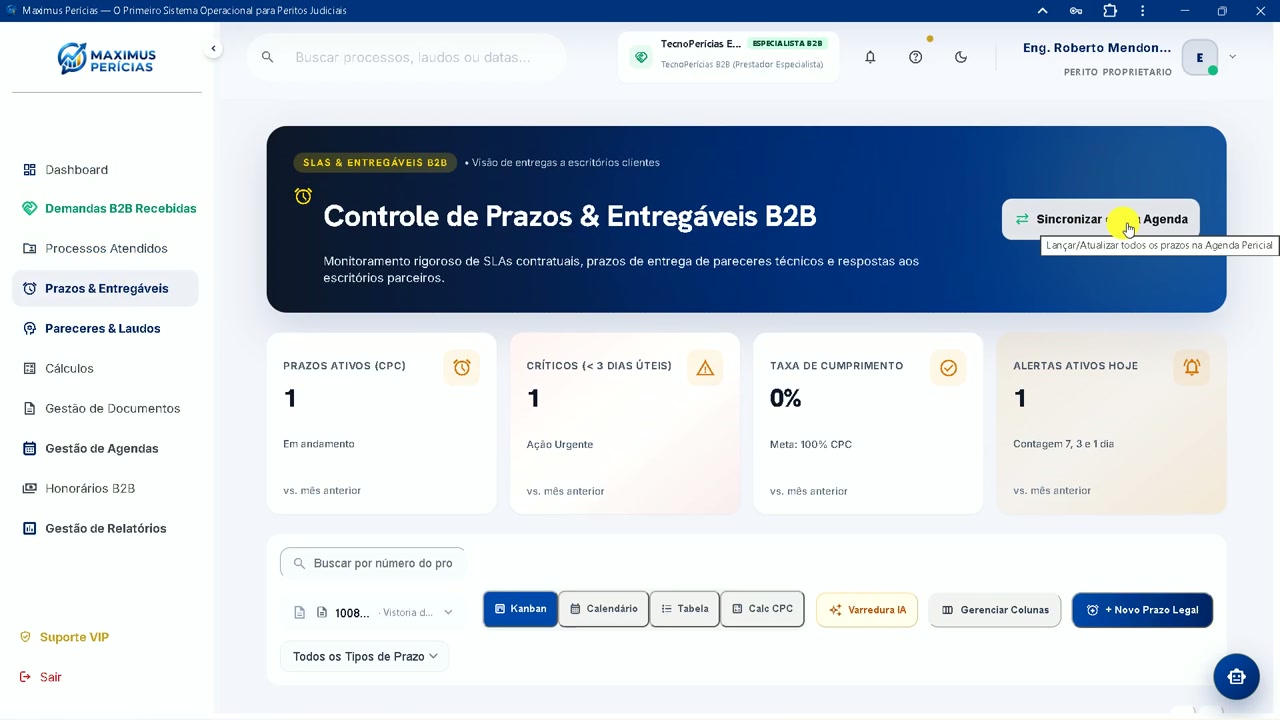 Maximus Perícias — O Primeiro Sistema Operacional para Peritos Judiciais
MAXIMUS
PERÍCIAS
Buscar processos, laudos ou datas...
TecnoPerícias E... ESPECIALISTA B2B
TecnoPerícias B2B (Prestador Especialista)
Eng. Roberto Mendon...
PERITO PROPRIETARIO
E
Dashboard
Demandas B2B Recebidas
Processos Atendidos
Prazos & Entregáveis
Pareceres & Laudos
Cálculos
Gestão de Documentos
Gestão de Agendas
Honorários B2B
Gestão de Relatórios
Suporte VIP
Sair
SLAS & ENTREGÁVEIS B2B • Visão de entregas a escritórios clientes
Controle de Prazos & Entregáveis B2B
Monitoramento rigoroso de SLAs contratuais, prazos de entrega de pareceres técnicos e respostas aos
escritórios parceiros.
Sincronizar Agenda
Lançar/Atualizar todos os prazos na Agenda Pericial
PRAZOS ATIVOS (CPC)
1
Em andamento
vs. mês anterior
CRÍTICOS (< 3 DIAS ÚTEIS)
1
Ação Urgente
vs. mês anterior
TAXA DE CUMPRIMENTO
0%
Meta: 100% CPC
vs. mês anterior
ALERTAS ATIVOS HOJE
1
Contagem 7, 3 e 1 dia
vs. mês anterior
Buscar por número do pro
1008... · Vistoria d...
Kanban
Calendário
Tabela
Calc CPC
Varredura IA
Gerenciar Colunas
+ Novo Prazo Legal
Todos os Tipos de Prazo